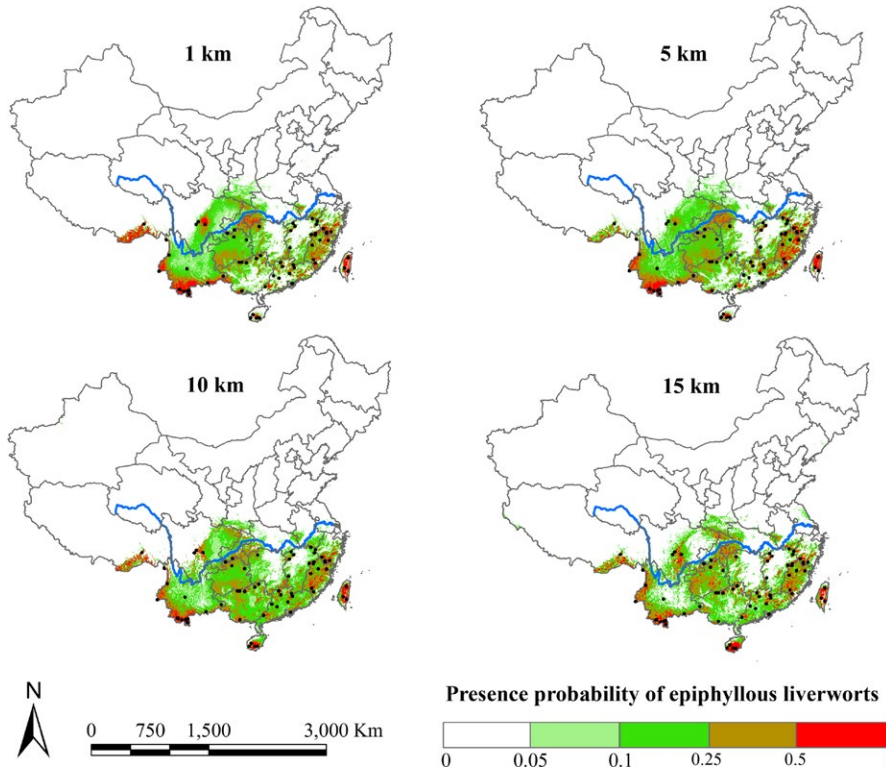 1 km
5 km
10 km
15 km
N
0 750 1,500 3,000 Km
Presence probability of epiphyllous liverworts
0 0.05 0.1 0.25 0.5